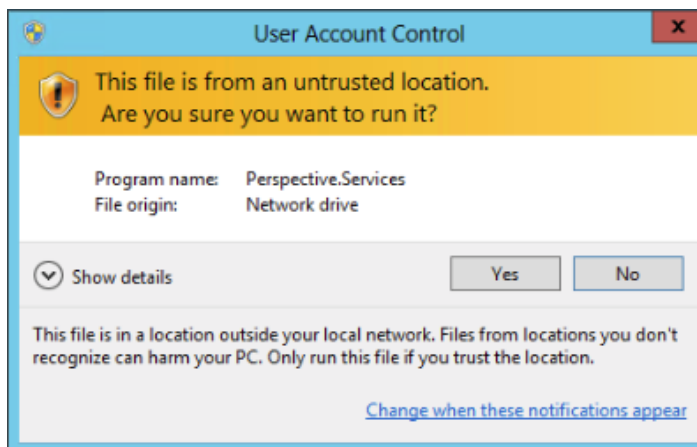 User Account Control
x
This file is from an untrusted location.
Are you sure you want to run it?
Program name: Perspective.Services
File origin: Network drive
Show details
Yes No
This file is in a location outside your local network. Files from locations you don't
recognize can harm your PC. Only run this file if you trust the location.
Change when these notifications appear